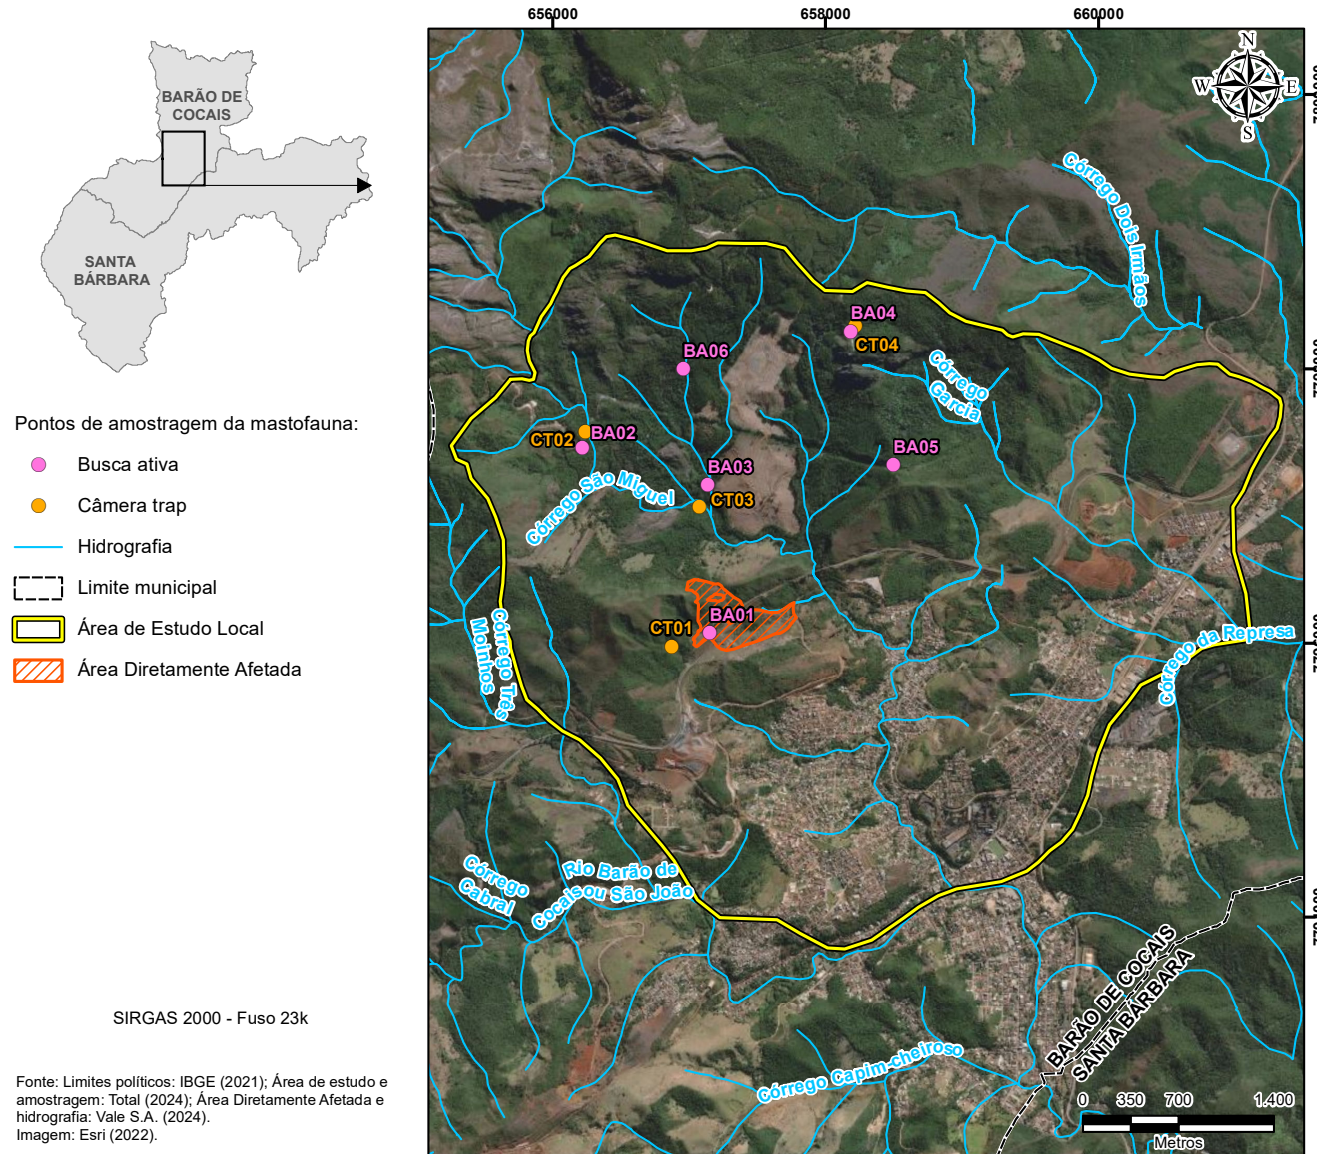 656000
658000
660000
N
W
E
S
BARÃO DE
COCAIS
SANTA
BÁRBARA
Córrego Dois Irmãos
BA04
CT04
BA06
Córrego
Garcia
CT02
BA02
BA05
BA03
CT03
Córrego São Miguel
BA01
CT01
Córrego Três
Moinhos
Córrego da Represa
Pontos de amostragem da mastofauna:
Busca ativa
Câmera trap
Hidrografia
Limite municipal
Área de Estudo Local
Área Diretamente Afetada
Córrego
Cabral
Rio Barão de
Cocais ou São João
BARÃO DE COCAIS
SANTA BÁRBARA
Córrego Capim-cheiroso
SIRGAS 2000 - Fuso 23k
Fonte: Limites políticos: IBGE (2021); Área de estudo e
amostragem: Total (2024); Área Diretamente Afetada e
hidrografia: Vale S.A. (2024).
Imagem: Esri (2022).
0 350 700 1.400
Metros